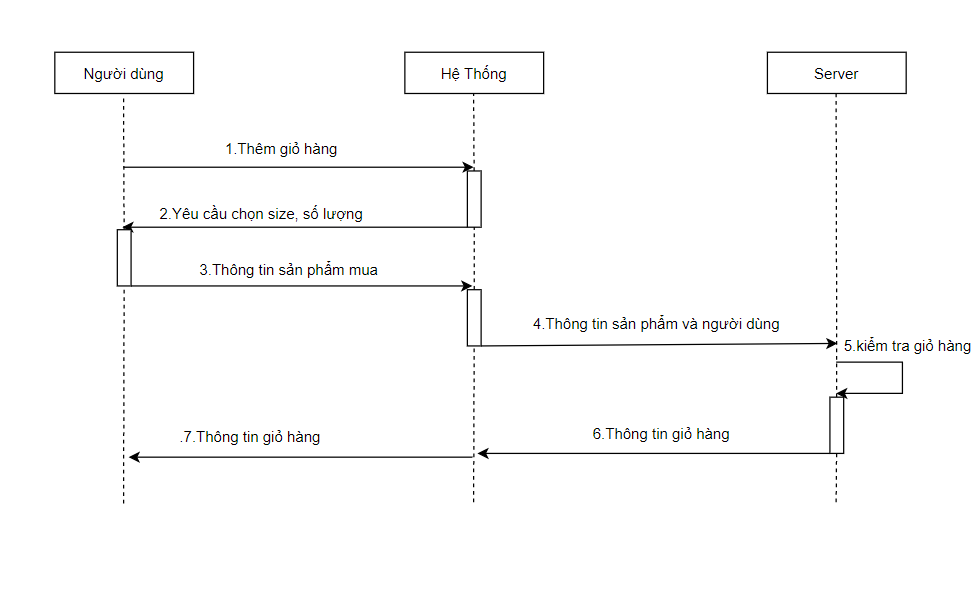 Người dùng
Hệ Thống
Server
1.Thêm giỏ hàng
2.Yêu cầu chọn size, số lượng
3.Thông tin sản phẩm mua
4.Thông tin sản phẩm và người dùng
5.kiểm tra giỏ hàng
6.Thông tin giỏ hàng
.7.Thông tin giỏ hàng